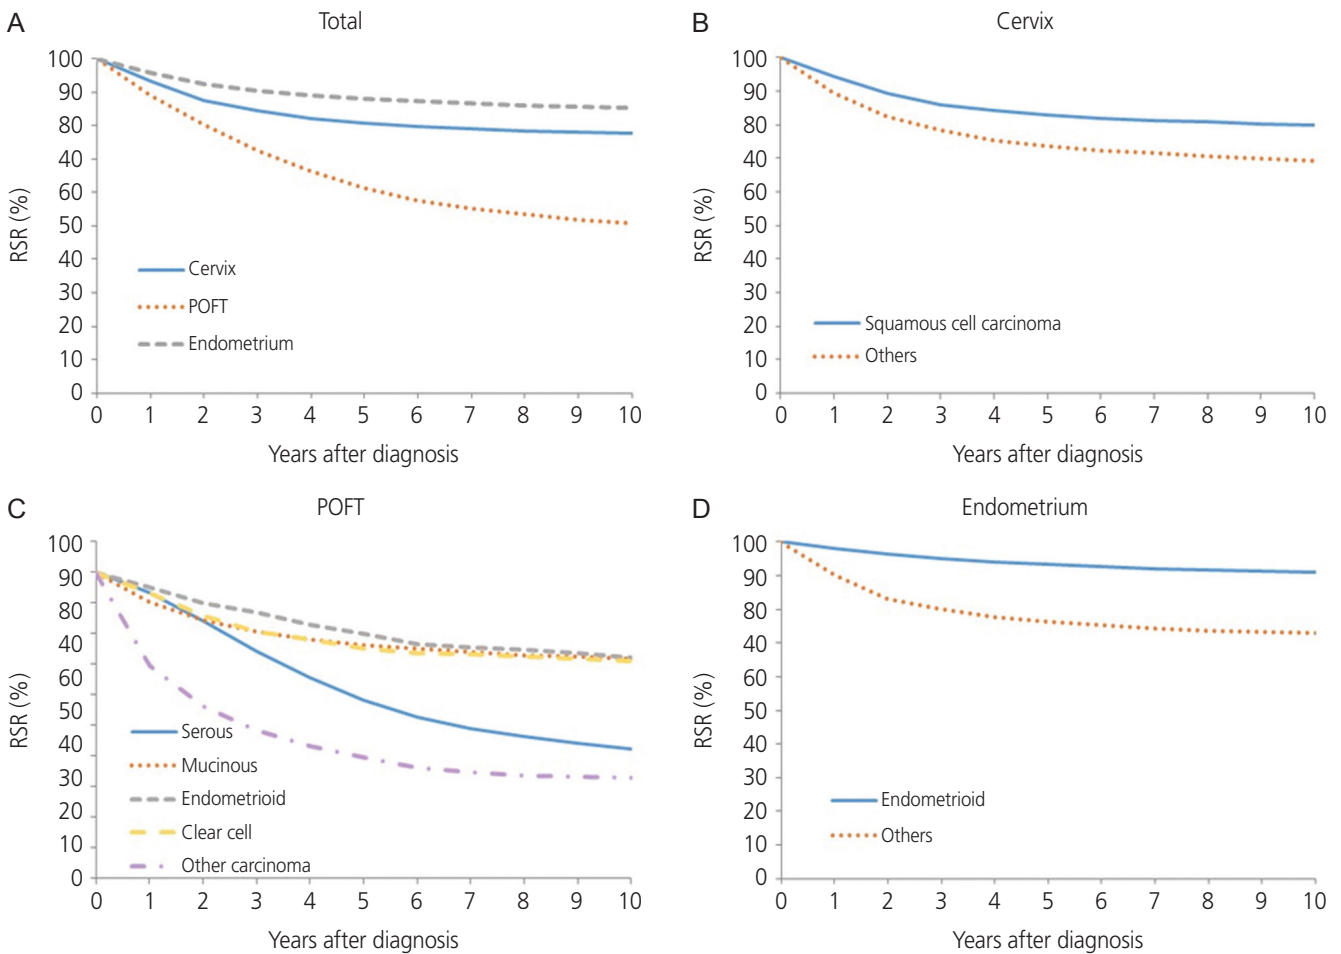 A
Total
100
90
80
40
60
50
40
30
20
10
0
RSR (%)
Cervix
POFT
Endometrium
0 1 2 3 4 5 6 7 8 9 10
Years after diagnosis
B
Cervix
100
90
80
40
60
50
40
30
20
10
0
RSR (%)
Squamous cell carcinoma
Others
0 1 2 3 4 5 6 7 8 9 10
Years after diagnosis
C
POFT
100
90
80
40
60
50
40
30
20
10
0
RSR (%)
Serous
Mucinous
Endometrioid
Clear cell
Other carcinoma
0 1 2 3 4 5 6 7 8 9 10
Years after diagnosis
D
Endometrium
100
90
80
40
60
50
40
30
20
10
0
RSR (%)
Endometrioid
Others
0 1 2 3 4 5 6 7 8 9 10
Years after diagnosis